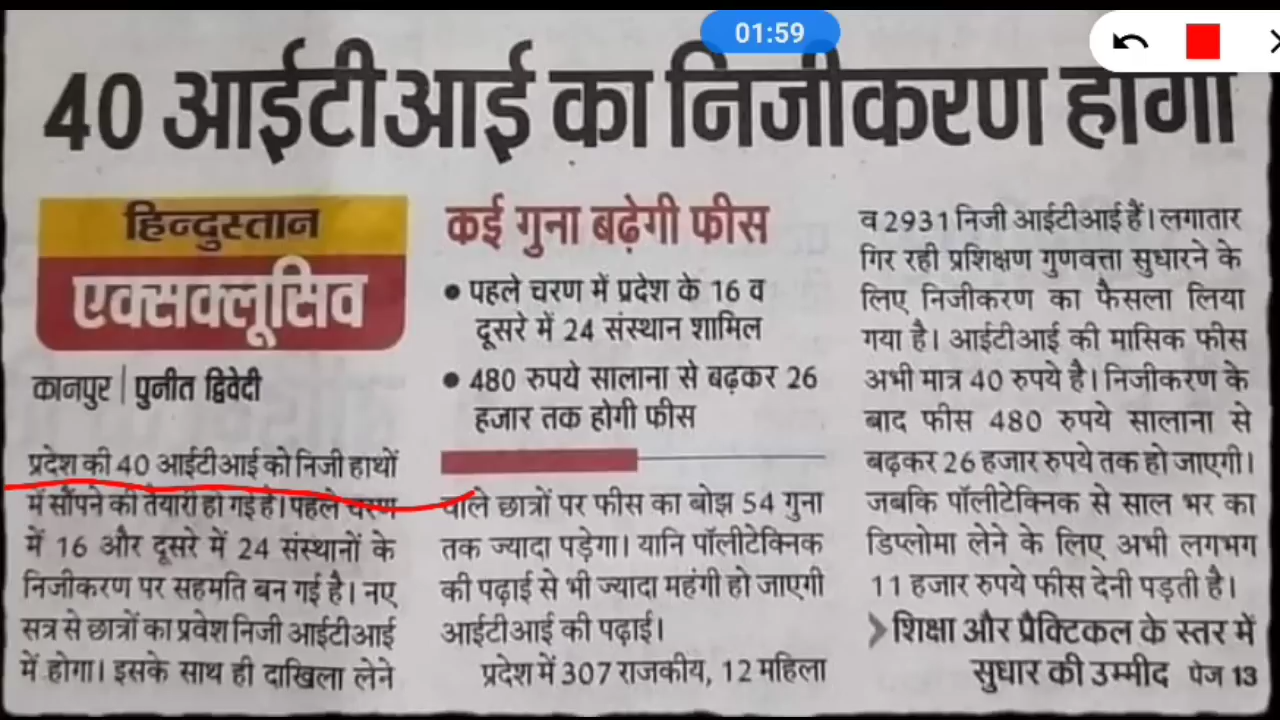 01:59
40 आईटीआई का निजीकरण होगा
हिन्दुस्तान
एक्सक्लूसिव
कानपुर | पुनीत द्विवेदी
प्रदेश की 40 आईटीआई को निजी हाथों
में सौंपने की तैयारी हो गई है। पहले चरण
में 16 और दूसरे में 24 संस्थानों के
निजीकरण पर सहमति बन गई है। नए
सत्र से छात्रों का प्रवेश निजी आईटीआई
में होगा। इसके साथ ही दाखिला लेने
कई गुना बढ़ेगी फीस
• पहले चरण में प्रदेश के 16 व
दूसरे में 24 संस्थान शामिल
• 480 रुपये सालाना से बढ़कर 26
हजार तक होगी फीस
वाले छात्रों पर फीस का बोझ 54 गुना
तक ज्यादा पड़ेगा। यानि पॉलीटेक्निक
की पढ़ाई से भी ज्यादा महंगी हो जाएगी
आईटीआई की पढ़ाई।
प्रदेश में 307 राजकीय, 12 महिला
व 2931 निजी आईटीआई हैं। लगातार
गिर रही प्रशिक्षण गुणवत्ता सुधारने के
लिए निजीकरण का फैसला लिया
गया है। आईटीआई की मासिक फीस
अभी मात्र 40 रुपये है। निजीकरण के
बाद फीस 480 रुपये सालाना से
बढ़कर 26 हजार रुपये तक हो जाएगी।
जबकि पॉलीटेक्निक से साल भर का
डिप्लोमा लेने के लिए अभी लगभग
11 हजार रुपये फीस देनी पड़ती है।
शिक्षा और प्रैक्टिकल के स्तर में
सुधार की उम्मीद पेज 13